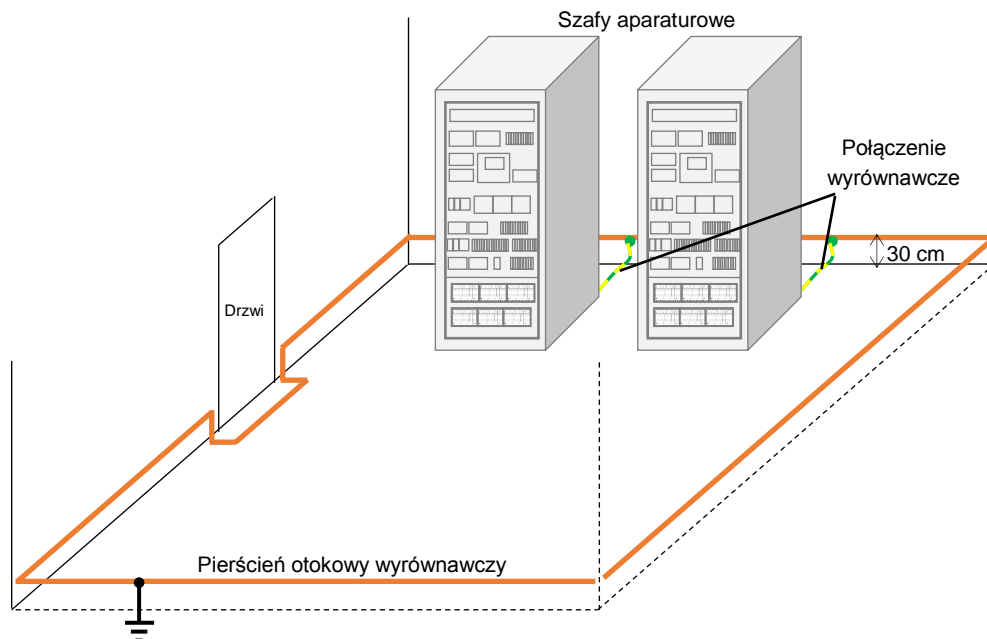 Szafy aparaturowe
Połączenie
wyrównawcze
30 cm
Drzwi
Pierścień otokowy wyrównawczy